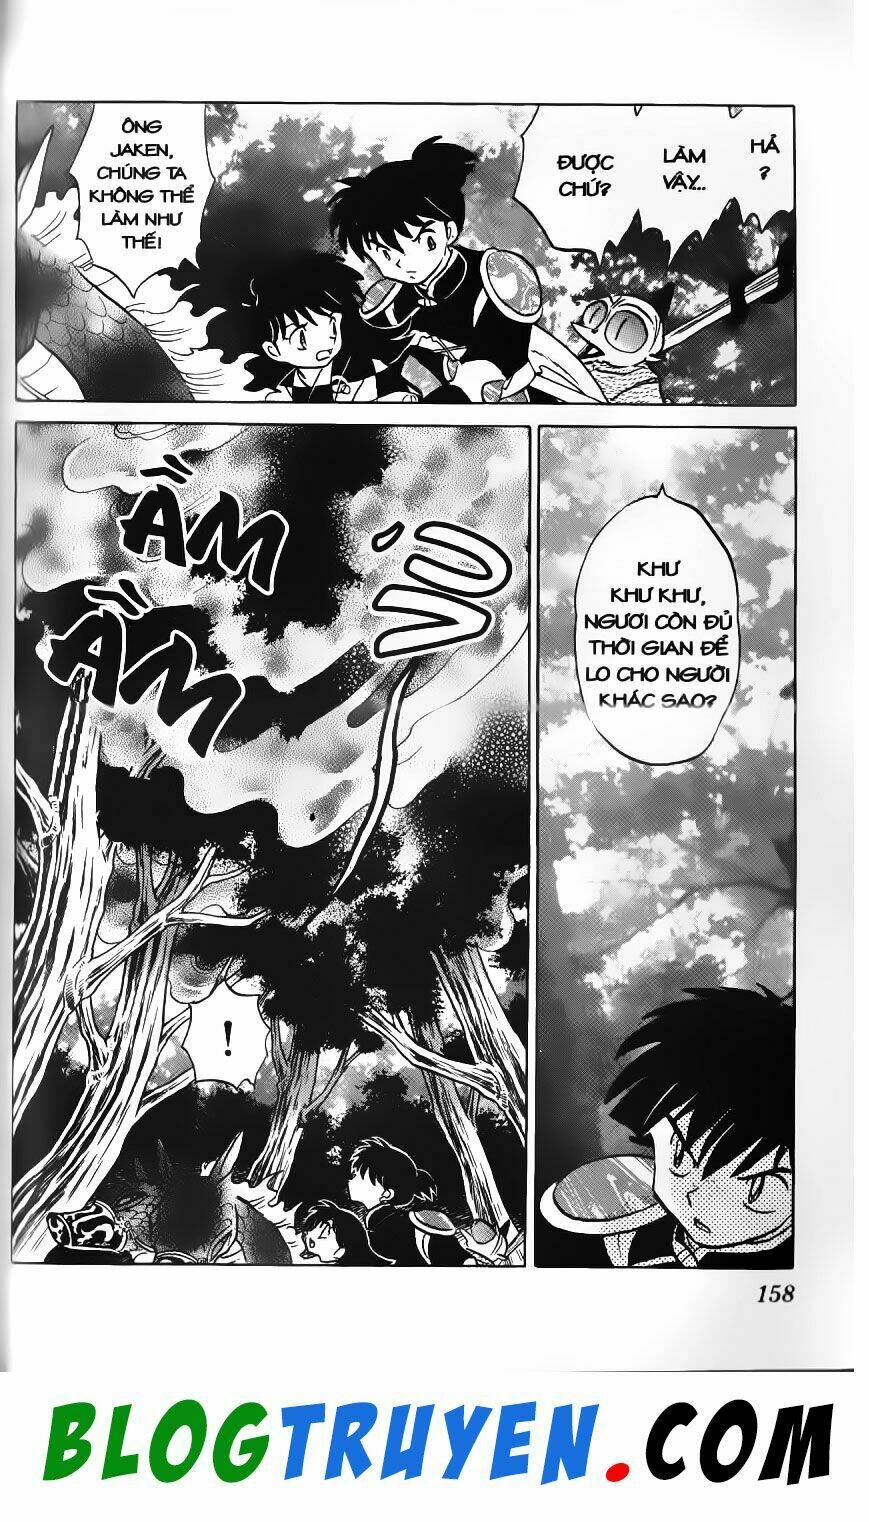 HẢ
?
LÀM
VẬY...
ĐƯỢC
CHỨ?
ÔNG
JAKEN,
CHÚNG TA
KHÔNG THỂ
LÀM NHƯ
THẾ!
KHƯ
KHƯ KHƯ,
NGƯƠI CÒN ĐỦ
THỜI GIAN ĐỂ
LO CHO NGƯỜI
KHÁC SAO?
VÚ
ẦM
ẦM
!
158
BLOGTRUYEN.COM